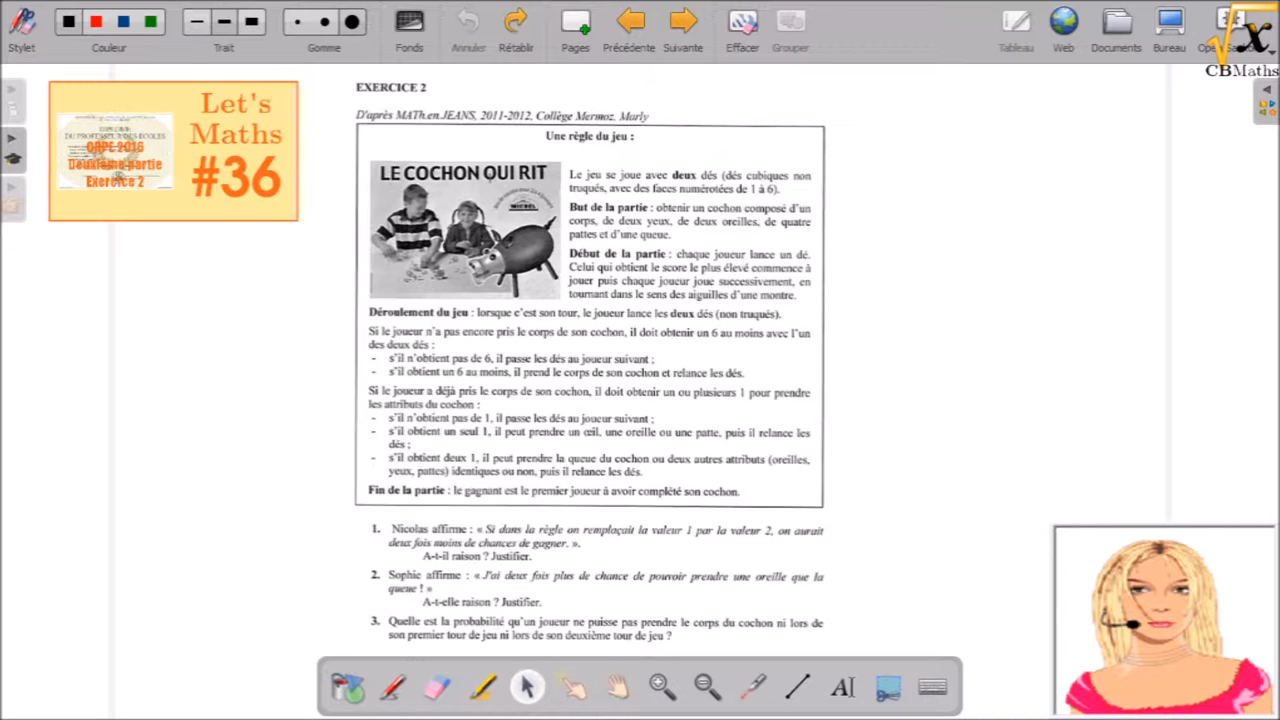 Stylet
Couleur
Trait
Gomme
Fonds
Annuler
Rétablir
Pages
Précédente
Suivante
Effacer
Grouper
Tableau
Web
Documents
Bureau
CBMaths
Let's
Maths
#36
CRPE 2016
Deuxième partie
Exercice 2
EXERCICE 2
D'après MATh.en.JEANS, 2011-2012, Collège Mermoz, Marly
Une règle du jeu :
LE COCHON QUI RIT
Le jeu se joue avec deux dés (dés cubiques non
truqués, avec des faces numérotées de 1 à 6).
But de la partie : obtenir un cochon composé d'un
corps, de deux yeux, de deux oreilles, de quatre
pattes et d'une queue.
Début de la partie : chaque joueur lance un dé.
Celui qui obtient le score le plus élevé commence à
jouer puis chaque joueur joue successivement, en
tournant dans le sens des aiguilles d'une montre.
Déroulement du jeu : lorsque c'est son tour, le joueur lance les deux dés (non truqués).
Si le joueur n'a pas encore pris le corps de son cochon, il doit obtenir un 6 au moins avec l'un
des deux dés :
- s'il n'obtient pas de 6, il passe les dés au joueur suivant ;
- s'il obtient un 6 au moins, il prend le corps de son cochon et relance les dés.
Si le joueur a déjà pris le corps de son cochon, il doit obtenir un ou plusieurs 1 pour prendre
les attributs du cochon :
- s'il n'obtient pas de 1, il passe les dés au joueur suivant ;
- s'il obtient un seul 1, il peut prendre un œil, une oreille ou une patte, puis il relance les
dés ;
- s'il obtient deux 1, il peut prendre la queue du cochon ou deux autres attributs (oreilles,
yeux, pattes) identiques ou non, puis il relance les dés.
Fin de la partie : le gagnant est le premier joueur à avoir complété son cochon.
1. Nicolas affirme : « Si dans la règle on remplaçait la valeur 1 par la valeur 2, on aurait
deux fois moins de chances de gagner. ».
A-t-il raison ? Justifier.
2. Sophie affirme : « J'ai deux fois plus de chance de pouvoir prendre une oreille que la
queue ! »
A-t-elle raison ? Justifier.
3. Quelle est la probabilité qu'un joueur ne puisse pas prendre le corps du cochon ni lors de
son premier tour de jeu ni lors de son deuxième tour de jeu ?